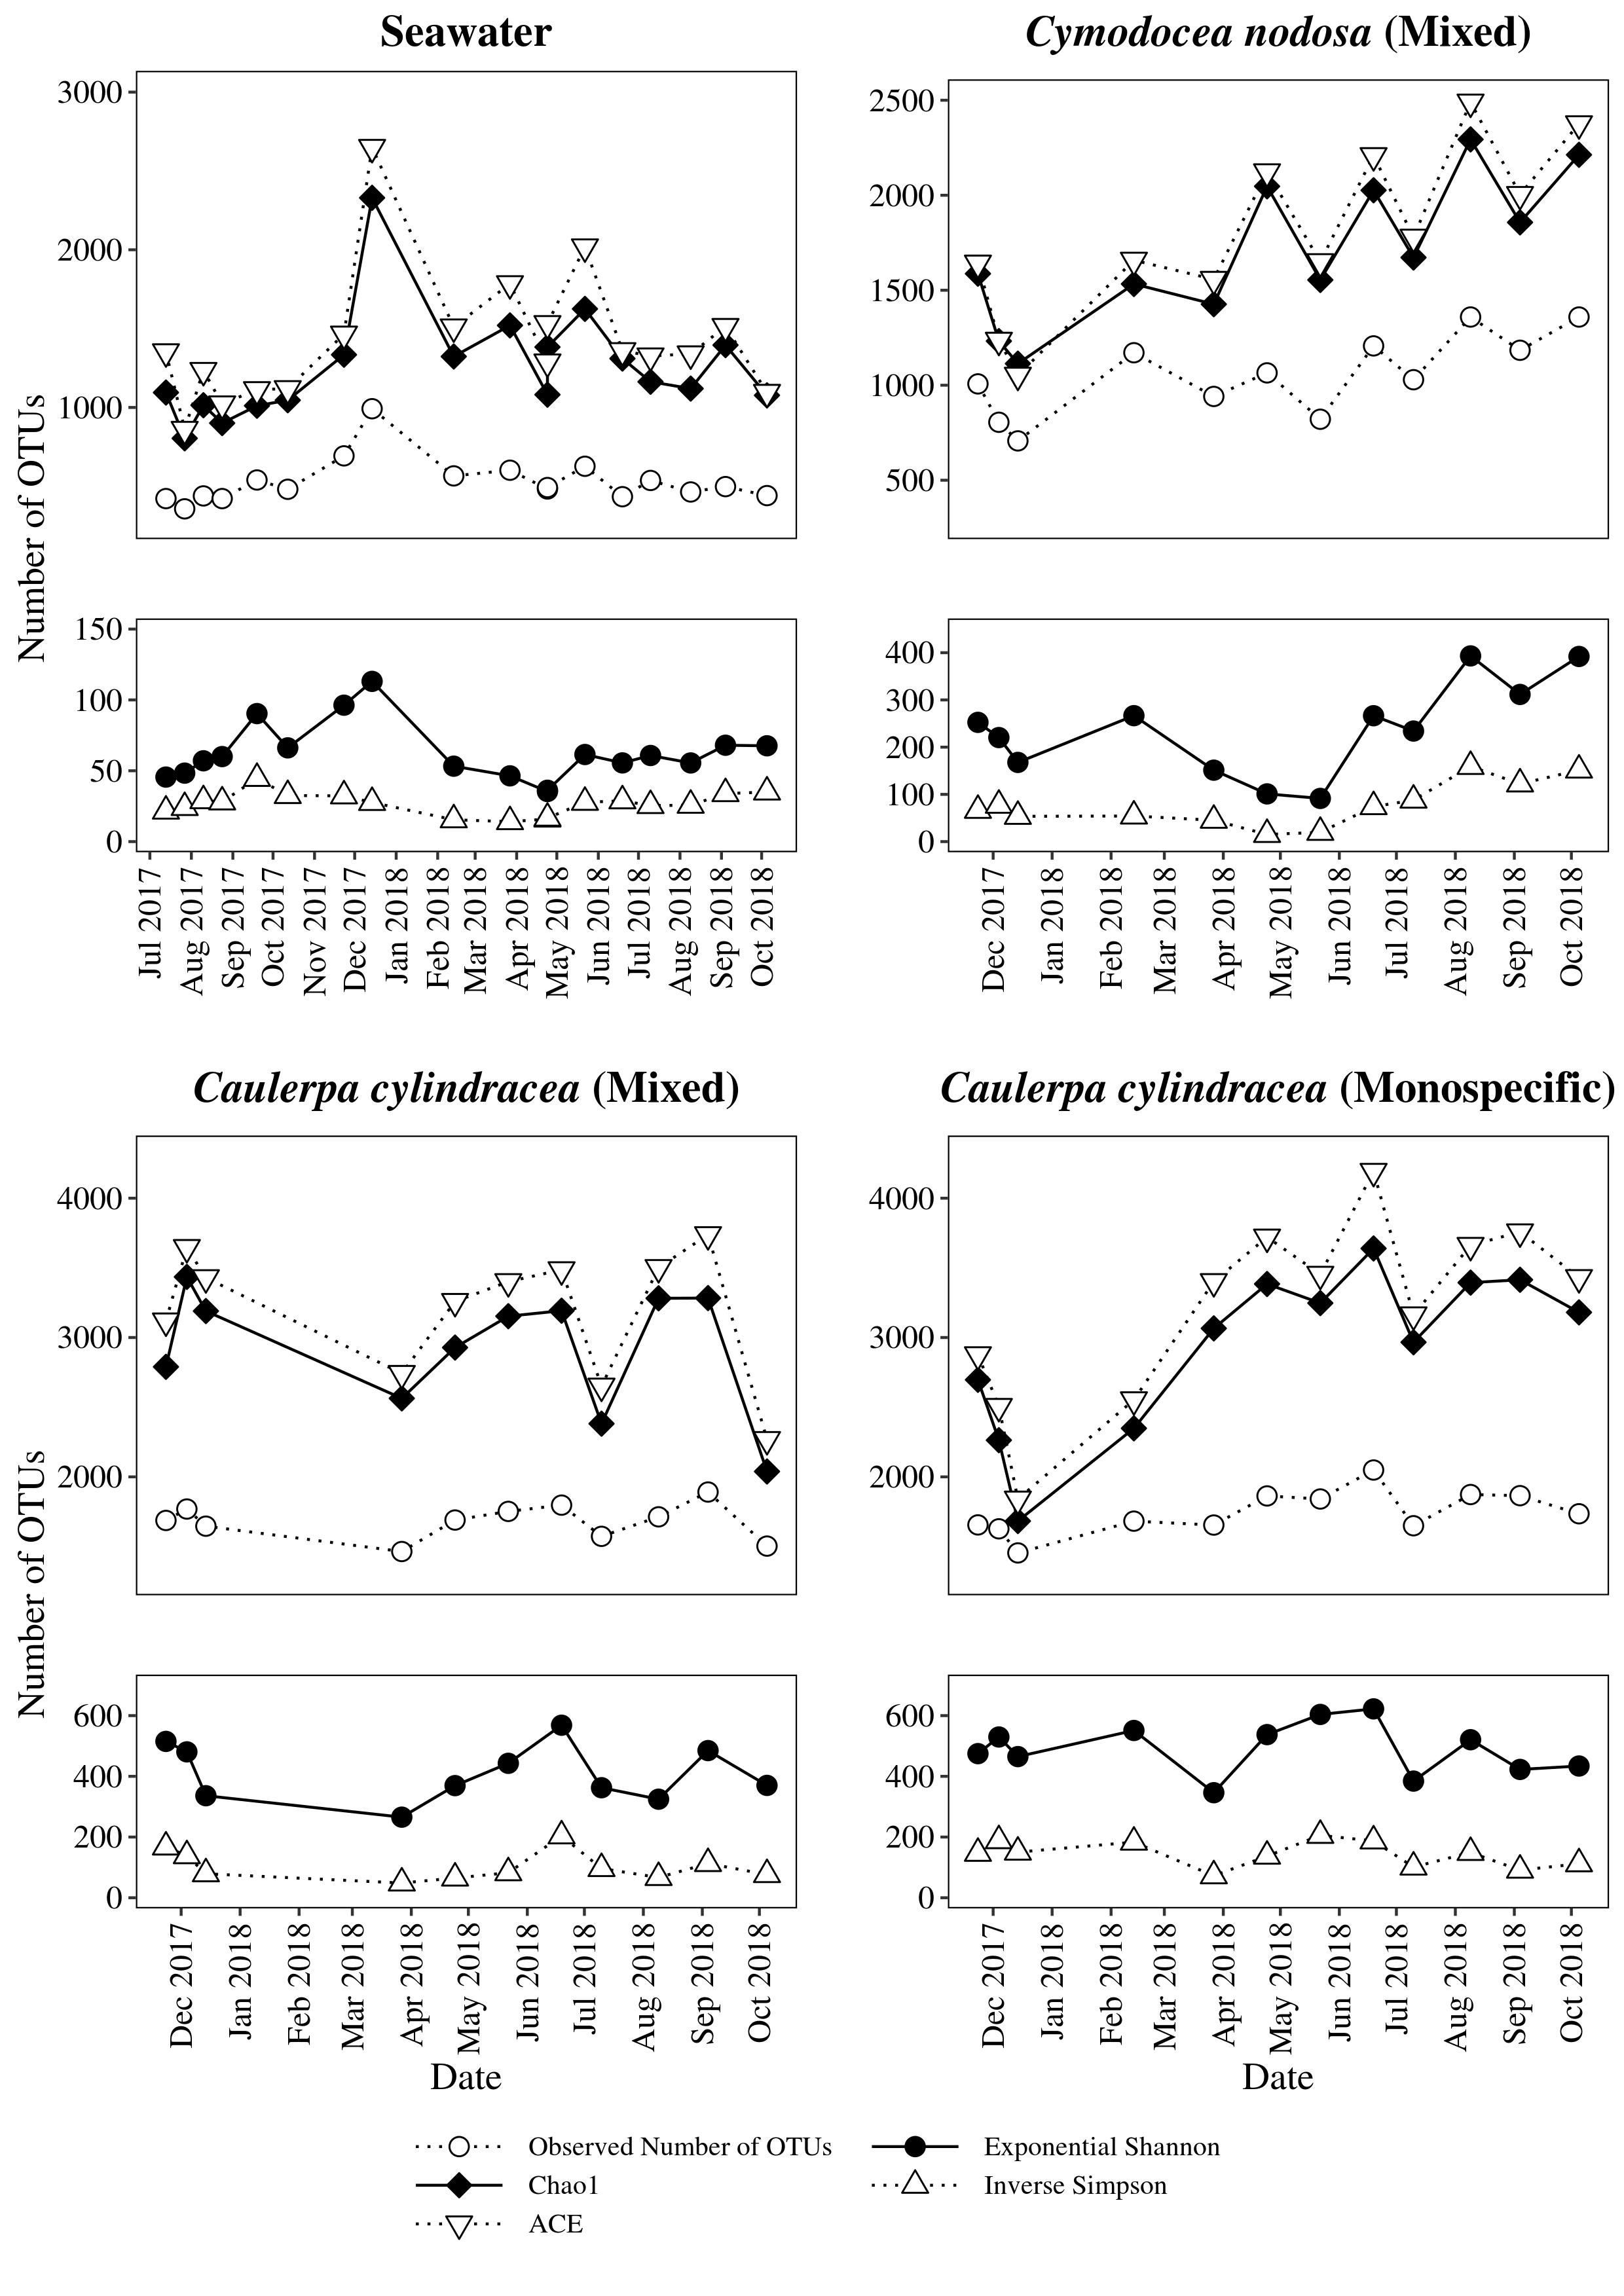 Seawater
Cymodocea nodosa (Mixed)
Number of OTUs
3000
2000
1000
2500
2000
1500
1000
500
150
100
50
0
400
300
200
100
0
Jul 2017
Aug 2017
Sep 2017
Oct 2017
Nov 2017
Dec 2017
Jan 2018
Feb 2018
Mar 2018
Apr 2018
May 2018
Jun 2018
Jul 2018
Aug 2018
Sep 2018
Oct 2018
Dec 2017
Jan 2018
Feb 2018
Mar 2018
Apr 2018
May 2018
Jun 2018
Jul 2018
Aug 2018
Sep 2018
Oct 2018
Caulerpa cylindracea (Mixed)
Caulerpa cylindracea (Monospecific)
Number of OTUs
4000
3000
2000
4000
3000
2000
600
400
200
0
600
400
200
0
Dec 2017
Jan 2018
Feb 2018
Mar 2018
Apr 2018
May 2018
Jun 2018
Jul 2018
Aug 2018
Sep 2018
Oct 2018
Dec 2017
Jan 2018
Feb 2018
Mar 2018
Apr 2018
May 2018
Jun 2018
Jul 2018
Aug 2018
Sep 2018
Oct 2018
Date
Date
Observed Number of OTUs
Chao1
ACE
Exponential Shannon
Inverse Simpson